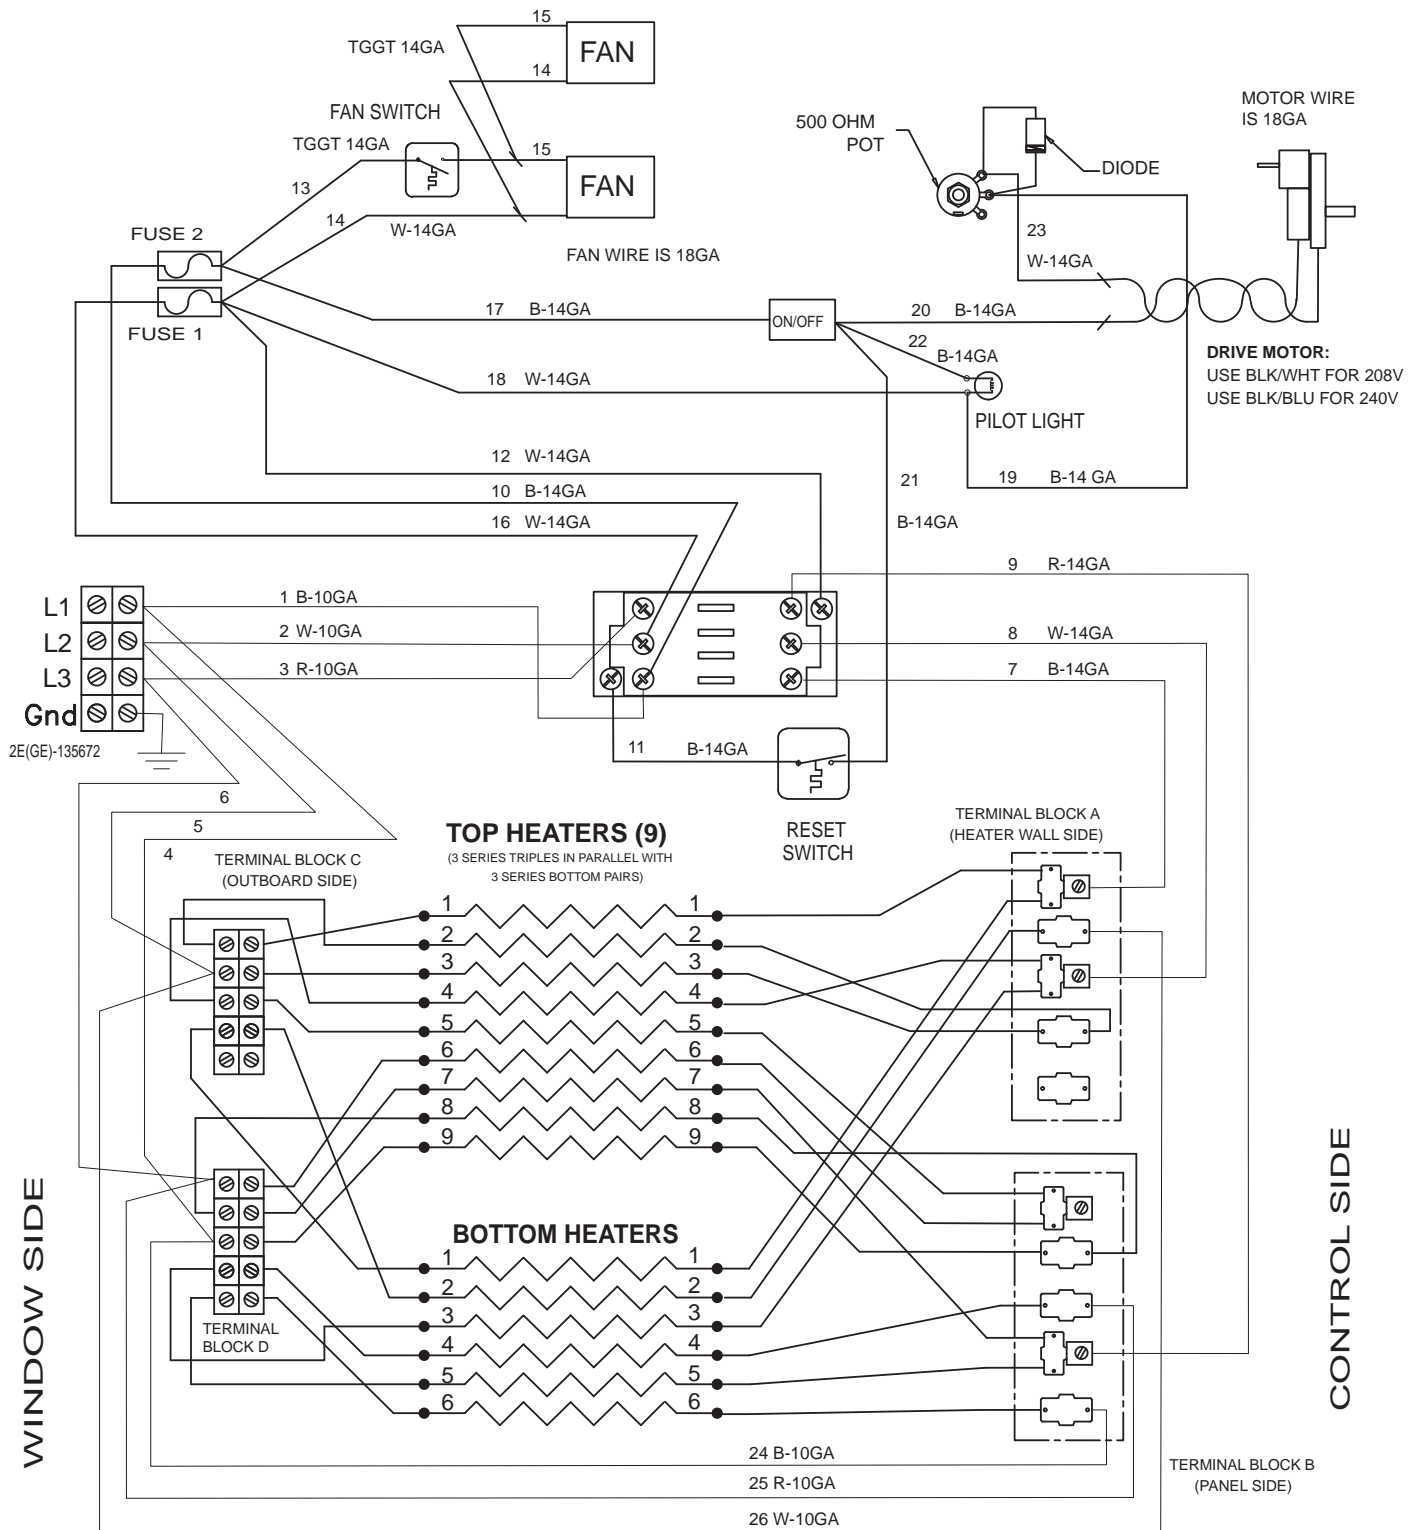 15
TGGT 14GA
FAN
14
FAN SWITCH
TGGT 14GA
15
FAN
13
14
W-14GA
FUSE 2
FAN WIRE IS 18GA
FUSE 1
500 OHM
POT
DIODE
MOTOR WIRE
IS 18GA
23
W-14GA
17 B-14GA
ON/OFF
20 B-14GA
22
B-14GA
DRIVE MOTOR:
USE BLK/WHT FOR 208V
USE BLK/BLU FOR 240V
18 W-14GA
PILOT LIGHT
12 W-14GA
10 B-14GA
16 W-14GA
21
B-14GA
19 B-14 GA
9 R-14GA
L1
1 B-10GA
L2
2 W-10GA
8 W-14GA
L3
3 R-10GA
7 B-14GA
Gnd
2E(GE)-135672
11 B-14GA
6
5
4
RESET
SWITCH
TOP HEATERS (9)
(3 SERIES TRIPLES IN PARALLEL WITH
3 SERIES BOTTOM PAIRS)
TERMINAL BLOCK C
(OUTBOARD SIDE)
TERMINAL BLOCK A
(HEATER WALL SIDE)
1 1
2 2
3 3
4 4
5 5
6 6
7 7
8 8
9 9
WINDOW SIDE
CONTROL SIDE
BOTTOM HEATERS
1 1
2 2
3 3
4 4
5 5
6 6
TERMINAL
BLOCK D
24 B-10GA
25 R-10GA
26 W-10GA
TERMINAL BLOCK B
(PANEL SIDE)